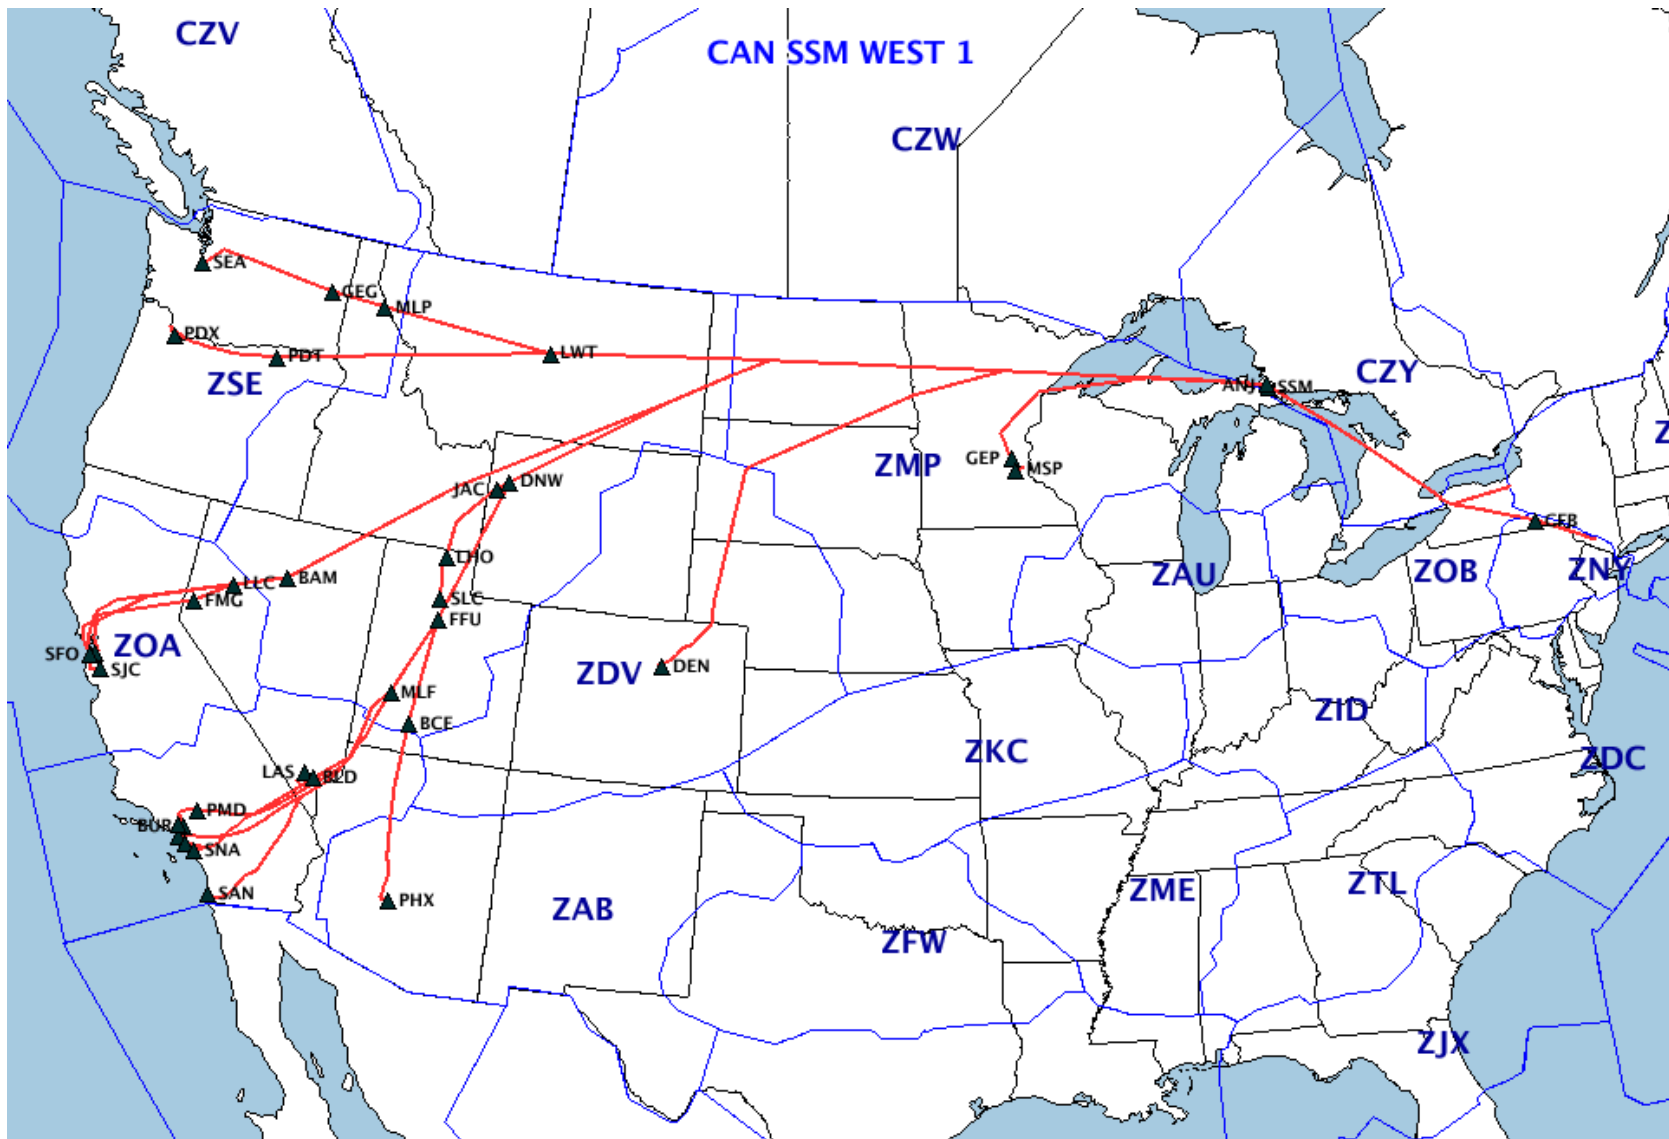 CZV
CAN SSM WEST 1
CZW
SEA
GEG
MLP
PDX
PDT
LWT
ZSE
ANJ
SSM
CZY
Z
GEP
MSP
ZMP
JAC
DNW
GFB
THO
LLC
BAM
FMG
SLC
FFU
ZAU
ZOB
ZNY
ZOA
SFO
SJC
ZDV
DEN
MLF
BCE
ZID
ZKC
ZDC
LAS
BLD
PMD
BUR
SNA
SAN
PHX
ZAB
ZME
ZTL
ZFW
ZJX